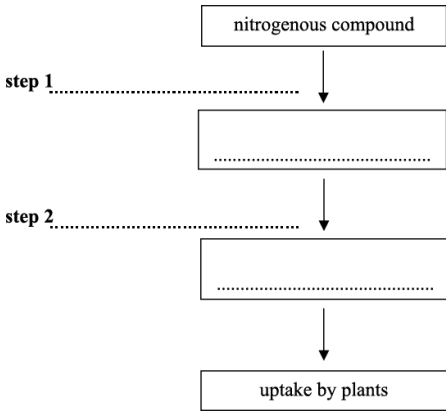 nitrogenous compound
step 1
step 2
uptake by plants